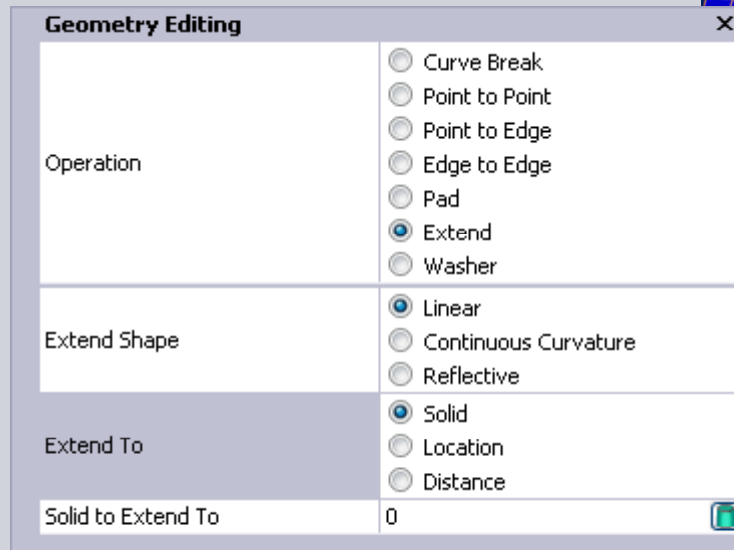 Geometry Editing
Operation
Curve Break
Point to Point
Point to Edge
Edge to Edge
Pad
Extend
Washer
Extend Shape
Linear
Continuous Curvature
Reflective
Extend To
Solid
Location
Distance
Solid to Extend To 0